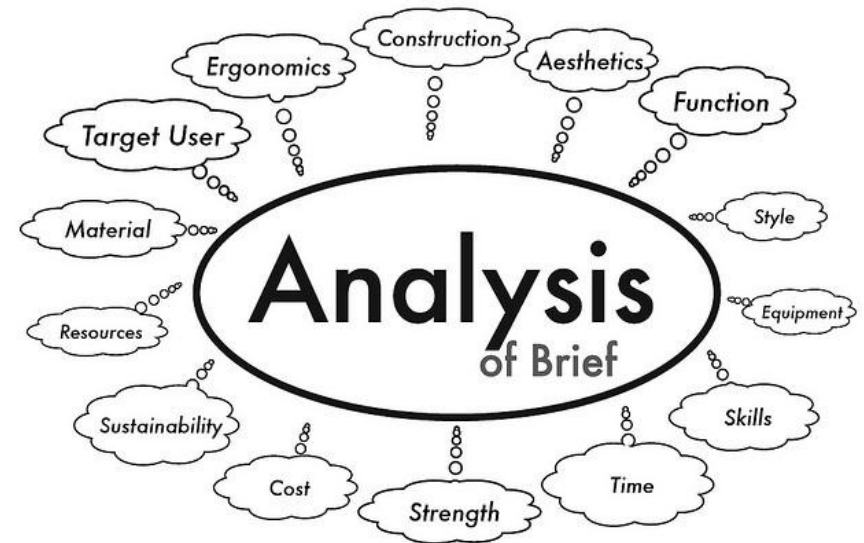 Construction
Aesthetics
Ergonomics
Function
Target User
Style
Material
Analysis
of Brief
Equipment
Resources
Skills
Sustainability
Time
Cost
Strength